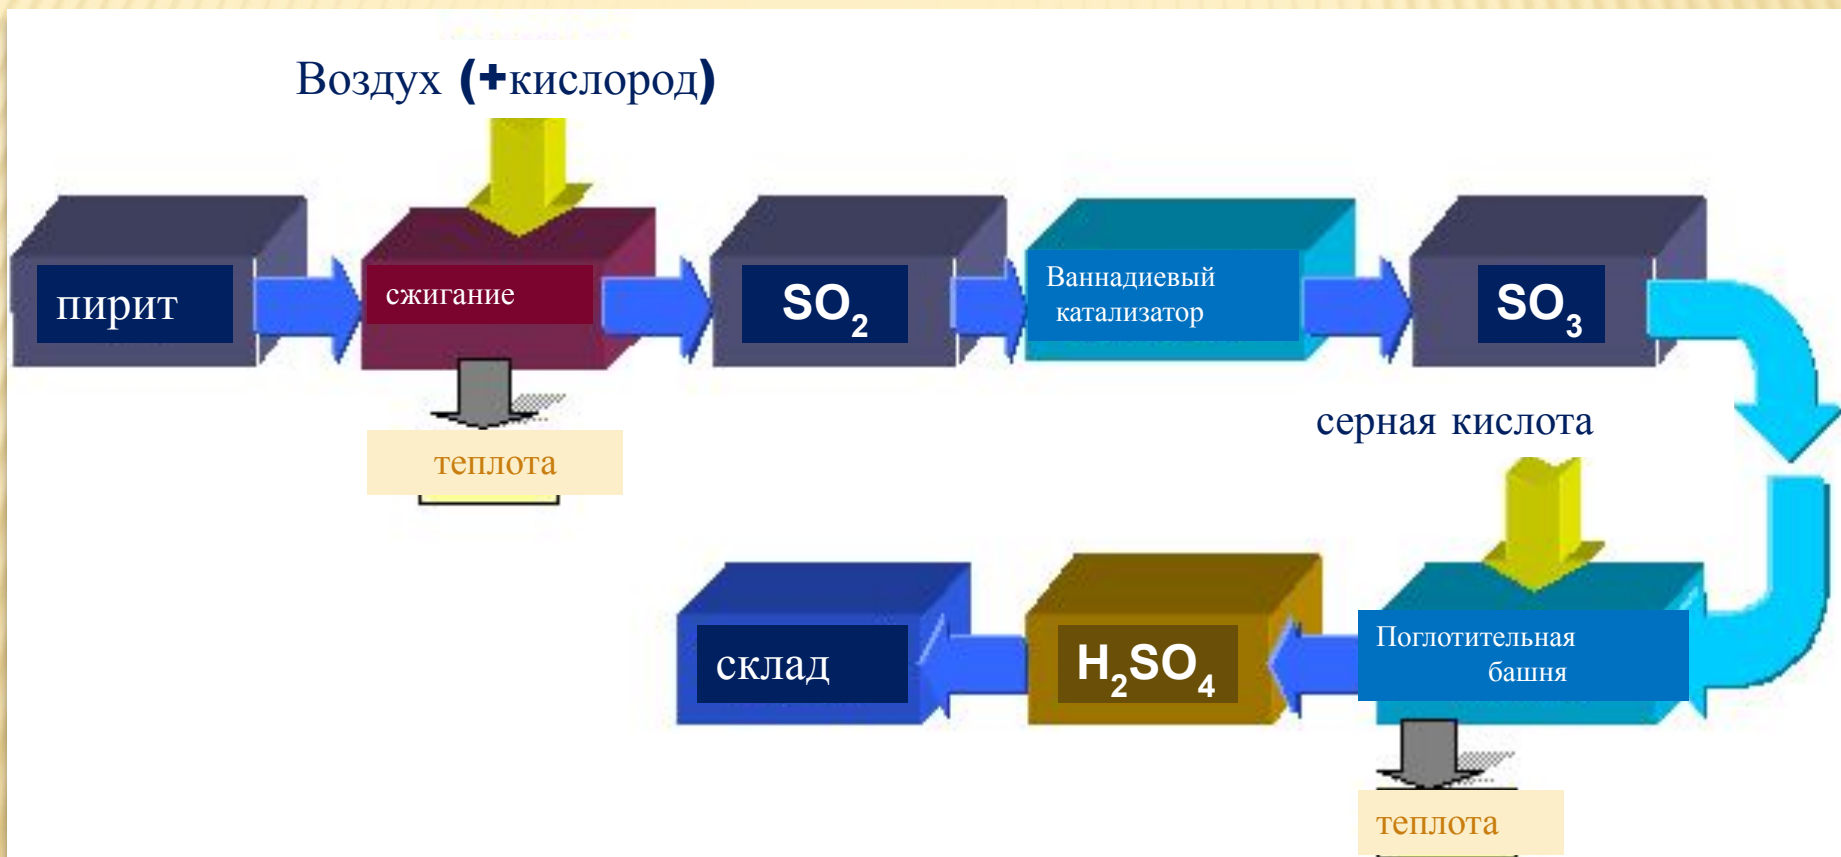 Воздух (+кислород)
пирит
сжигание
SO₂
Ваннадиевый
катализатор
SO₃
теплота
серная кислота
склад
H₂SO₄
Поглотительная
башня
теплота